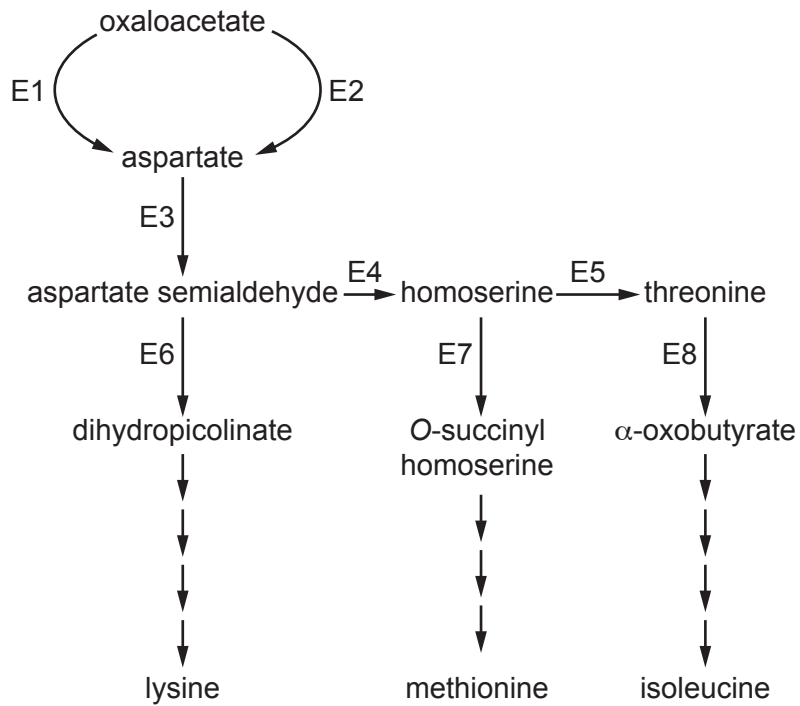 oxaloacetate
E1
E2
aspartate
E3
aspartate semialdehyde
E4
homoserine
E5
threonine
E6
E7
E8
dihydropicolinate
O-succinyl
homoserine
α-oxobutyrate
lysine
methionine
isoleucine